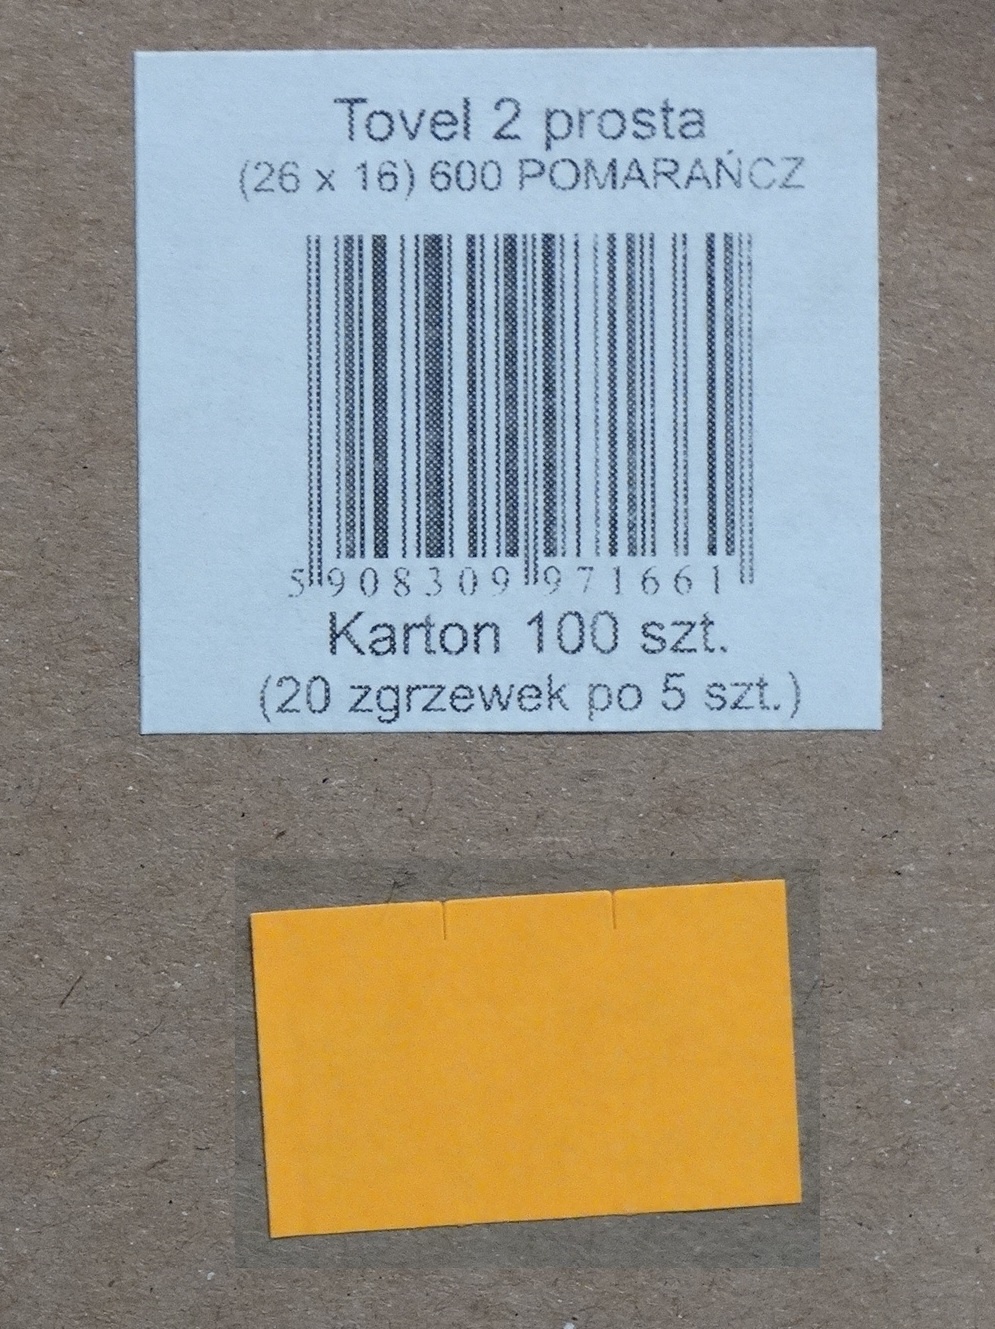 Tovel 2 prosta
(26 x 16) 600 POMARAŃCZ
5 908309 971661
Karton 100 szt.
(20 zgrzewek po 5 szt.)